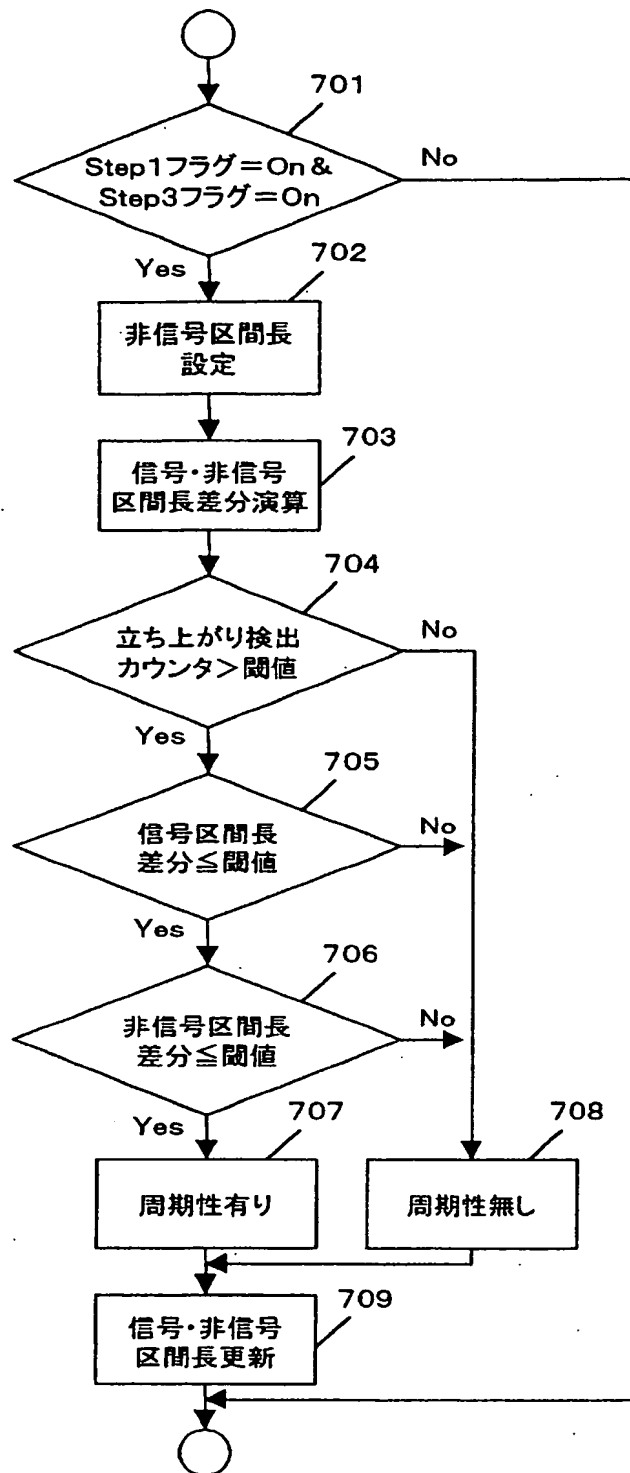 701
Step1フラグ=On &
Step3フラグ=On
No
Yes
702
非信号区間長
設定
703
信号・非信号
区間長差分演算
704
立ち上がり検出
カウンタ>閾値
No
Yes
705
信号区間長
差分≦閾値
No
Yes
706
非信号区間長
差分≦閾値
No
Yes
707
周期性有り
708
周期性無し
709
信号・非信号
区間長更新